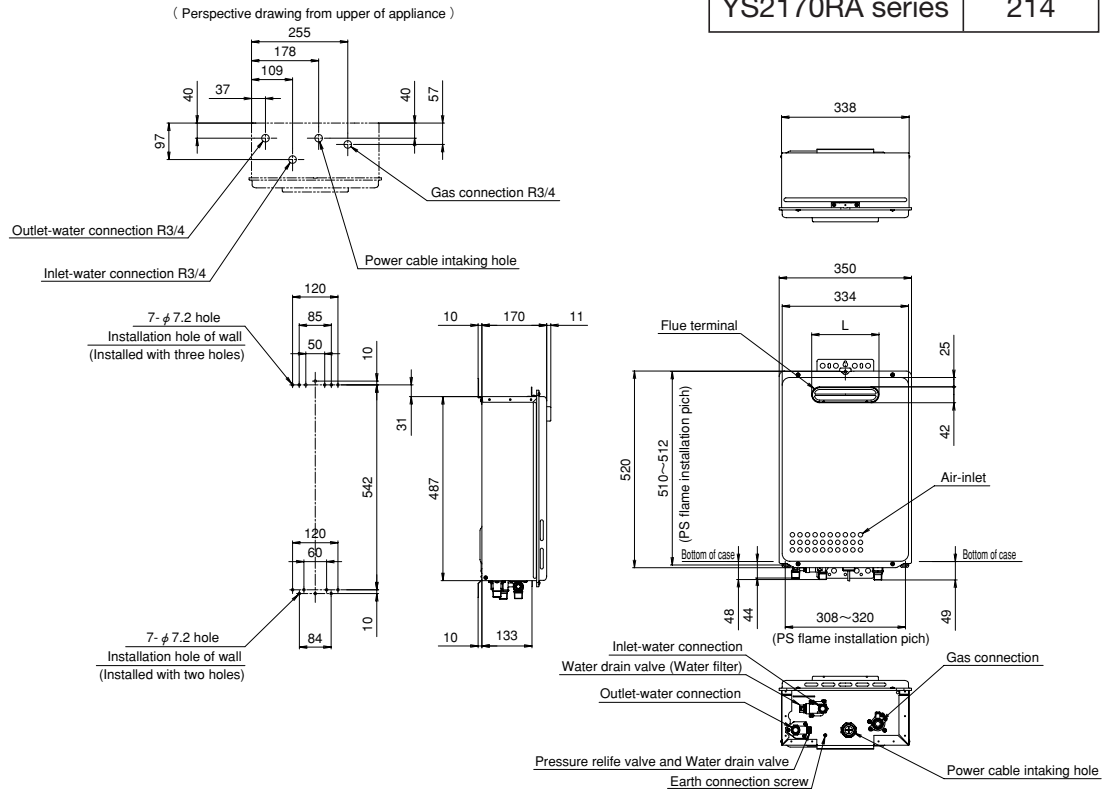 YS2170RA series 214
( Perspective drawing from upper of appliance )
255
178
109
37
40
97
40
57
Gas connection R3/4
Outlet-water connection R3/4
Power cable intaking hole
Inlet-water connection R3/4
338
120
7- φ 7.2 hole
85
Installation hole of wall
50
(Installed with three holes)
10
542
120
60
7- φ 7.2 hole
84
10
Installation hole of wall
(Installed with two holes)
10
170
11
31
487
10
133
350
334
Flue terminal
L
25
42
520
510~512
(PS flame installation pich)
Air-inlet
Bottom of case
Bottom of case
48
44
49
308~320
(PS flame installation pich)
Inlet-water connection
Gas connection
Water drain valve (Water filter)
Outlet-water connection
Pressure relife valve and Water drain valve
Power cable intaking hole
Earth connection screw